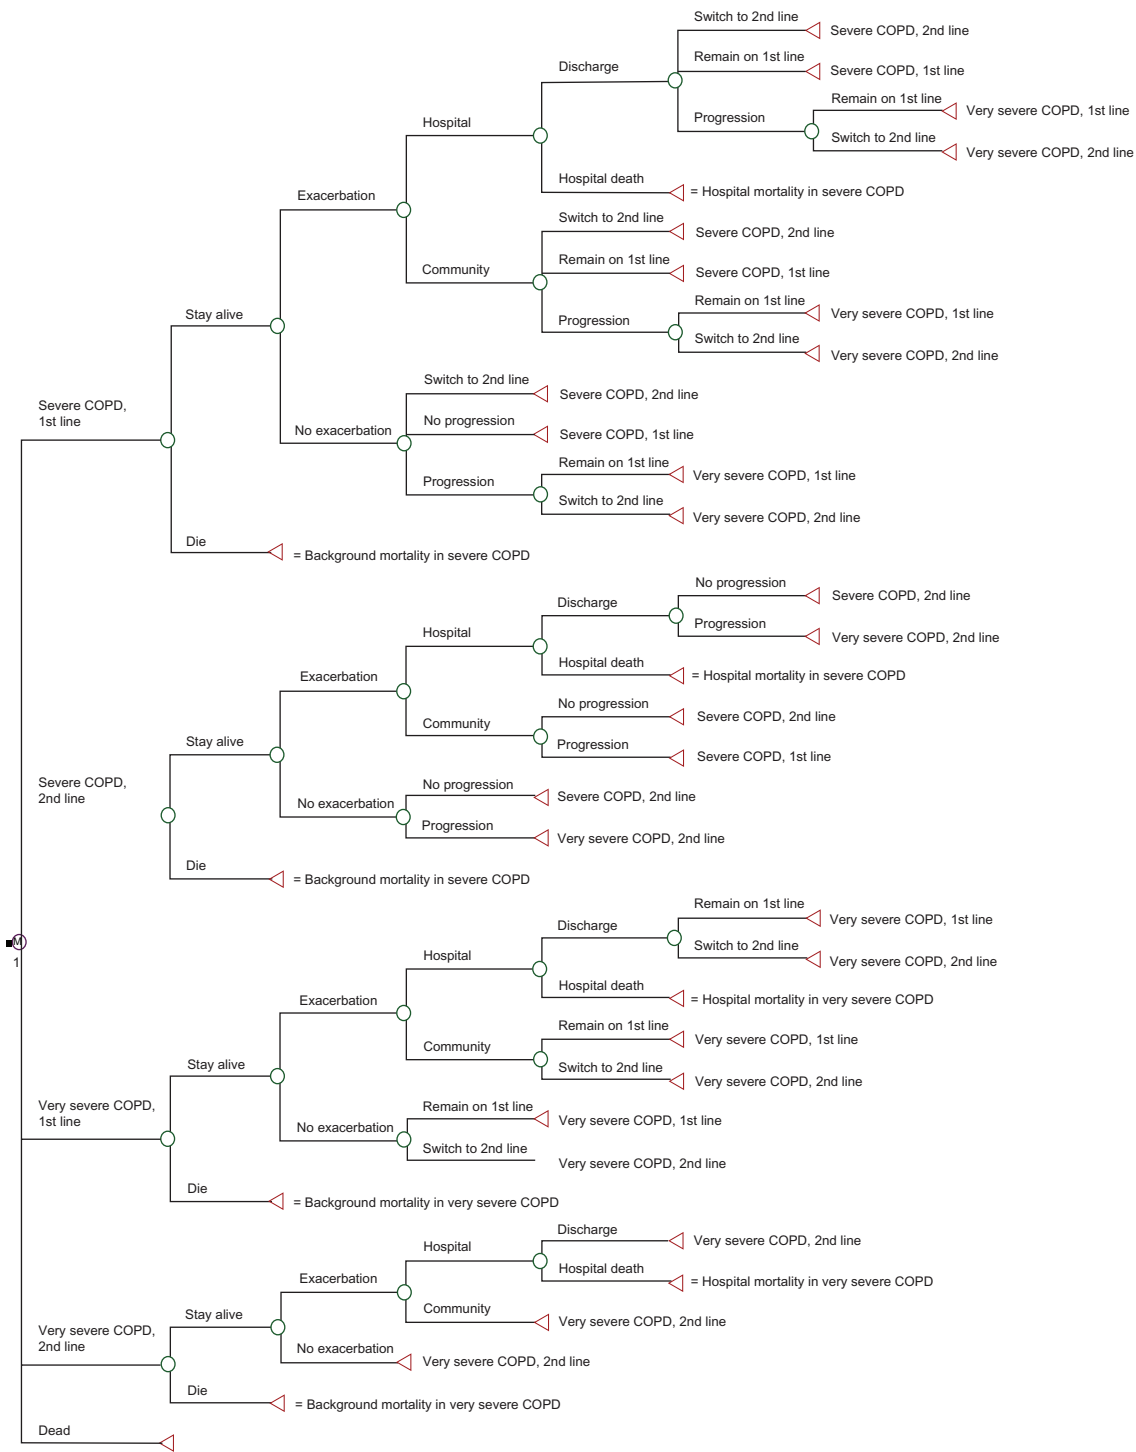 Switch to 2nd line
Severe COPD, 2nd line
Remain on 1st line
Severe COPD, 1st line
Discharge
Remain on 1st line
Very severe COPD, 1st line
Progression
Switch to 2nd line
Very severe COPD, 2nd line
Hospital
Hospital death
= Hospital mortality in severe COPD
Exacerbation
Switch to 2nd line
Severe COPD, 2nd line
Remain on 1st line
Severe COPD, 1st line
Community
Remain on 1st line
Very severe COPD, 1st line
Progression
Switch to 2nd line
Very severe COPD, 2nd line
Stay alive
Switch to 2nd line
Severe COPD, 2nd line
No progression
Severe COPD, 1st line
No exacerbation
Remain on 1st line
Very severe COPD, 1st line
Progression
Switch to 2nd line
Very severe COPD, 2nd line
Severe COPD,
1st line
Die
= Background mortality in severe COPD
No progression
Severe COPD, 2nd line
Discharge
Progression
Very severe COPD, 2nd line
Hospital
Hospital death
= Hospital mortality in severe COPD
Exacerbation
No progression
Severe COPD, 2nd line
Community
Progression
Severe COPD, 1st line
Stay alive
No progression
Severe COPD, 2nd line
No exacerbation
Progression
Very severe COPD, 2nd line
Severe COPD,
2nd line
Die
= Background mortality in severe COPD
M
1
Remain on 1st line
Very severe COPD, 1st line
Discharge
Switch to 2nd line
Very severe COPD, 2nd line
Hospital
Hospital death
= Hospital mortality in very severe COPD
Exacerbation
Remain on 1st line
Very severe COPD, 1st line
Community
Switch to 2nd line
Very severe COPD, 2nd line
Stay alive
Remain on 1st line
Very severe COPD, 1st line
No exacerbation
Switch to 2nd line
Very severe COPD, 2nd line
Very severe COPD,
1st line
Die
= Background mortality in very severe COPD
Discharge
Very severe COPD, 2nd line
Hospital
Hospital death
= Hospital mortality in very severe COPD
Exacerbation
Community
Very severe COPD, 2nd line
Stay alive
No exacerbation
Very severe COPD, 2nd line
Very severe COPD,
2nd line
Die
= Background mortality in very severe COPD
Dead